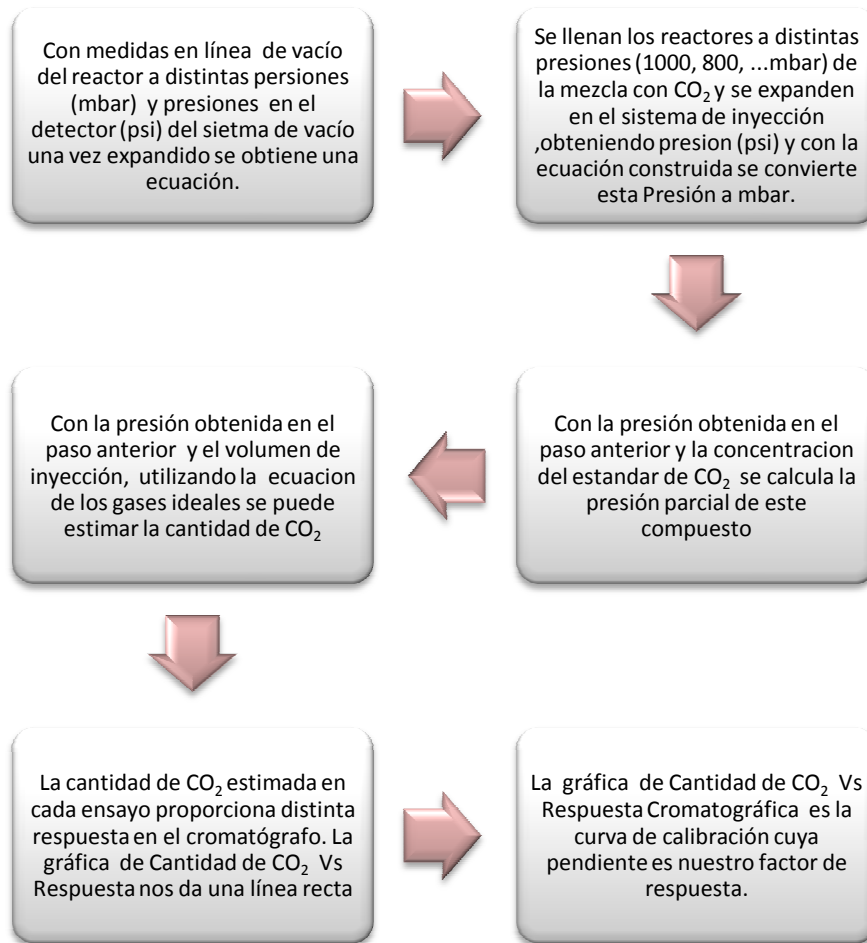 Con medidas en línea de vacío
del reactor a distintas persiones
(mbar) y presiones en el
detector (psi) del sietma de vacío
una vez expandido se obtiene una
ecuación.
Se llenan los reactores a distintas
presiones (1000, 800, ...mbar) de
la mezcla con CO₂ y se expanden
en el sistema de inyección
,obteniendo presion (psi) y con la
ecuación construida se convierte
esta Presión a mbar.
Con la presión obtenida en el
paso anterior y la concentracion
del estandar de CO₂ se calcula la
presión parcial de este
compuesto
Con la presión obtenida en el
paso anterior y el volumen de
inyección, utilizando la ecuacion
de los gases ideales se puede
estimar la cantidad de CO₂
La cantidad de CO₂ estimada en
cada ensayo proporciona distinta
respuesta en el cromatógrafo. La
gráfica de Cantidad de CO₂ Vs
Respuesta nos da una línea recta
La gráfica de Cantidad de CO₂ Vs
Respuesta Cromatográfica es la
curva de calibración cuya
pendiente es nuestro factor de
respuesta.